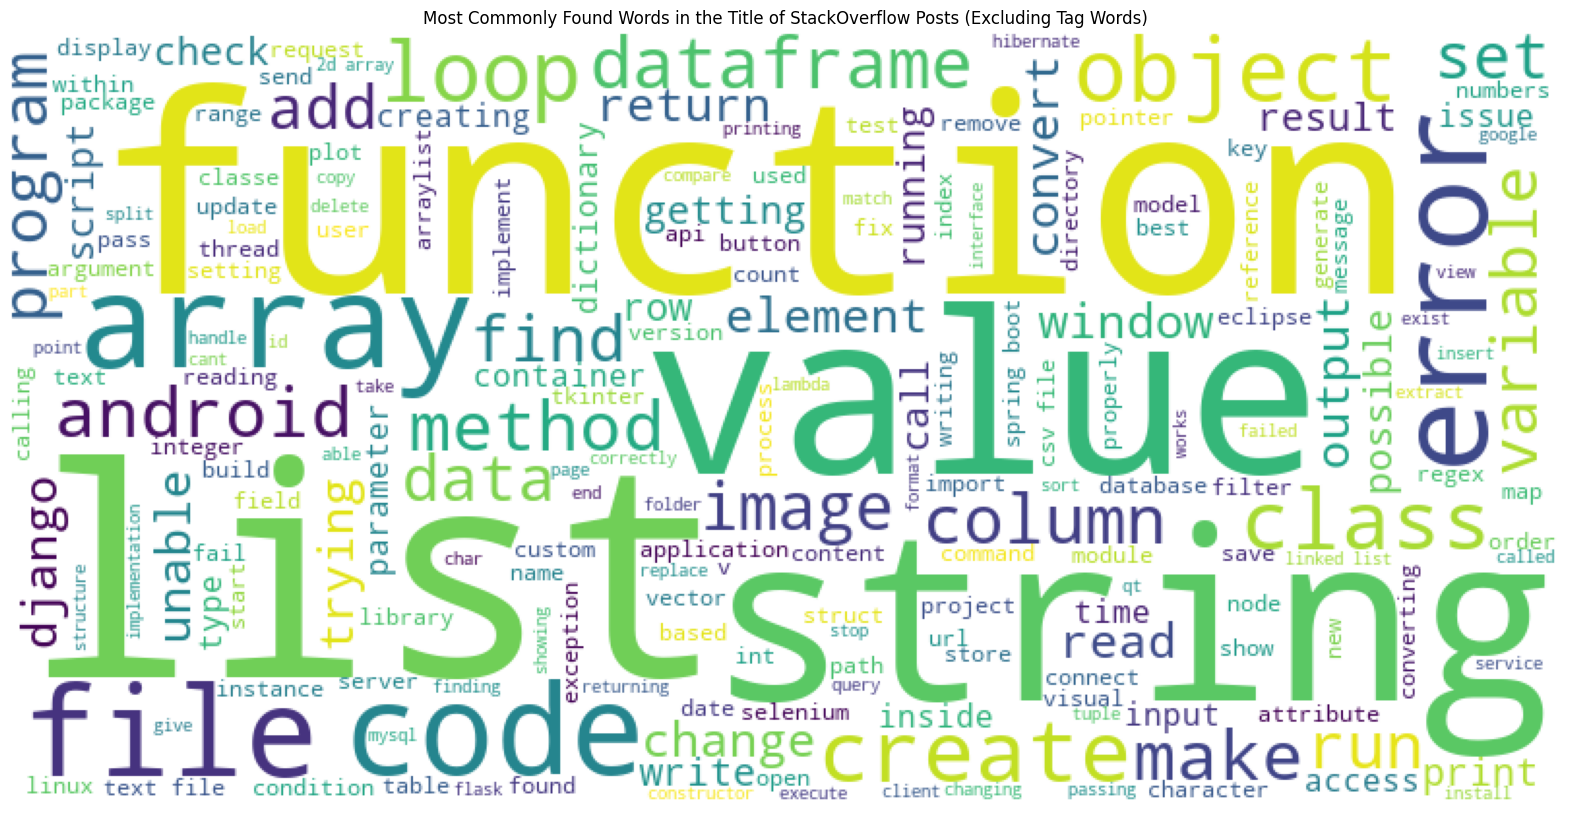 Most Commonly Found Words in the Title of StackOverflow Posts (Excluding Tag Words)
display
check
request
2d array
loop
dataframe
hibernate
object
set
within
package
send
range
add
creating
return
printing
test
remove
convert
pointer
result
numbers
issue
google
program
script
function
error
variable
plot
classe
copy
split
update
delete
load
user
pass
thread
argument
setting
part
arraylist
implement
dictionary
compare
used
getting
api
button
count
match
fix
running
index
interface
directory
key
model
best
reference
generate
message
view
array
find
row
version
element
value
window
eclipse
exist
output
possible
insert
extract
point
handle
id
cant
text
reading
take
calling
container
tkinter
lambda
process
call
writing
spring boot
csv file
properly
works
failed
android
method
integer
able
parameter
correctly
page
data
end
folder
format
import
sort
database
filter
regex
map
django
list
build
field
unable
trying
fail
type
start
structure
implementation
image
column
class
order
char
custom
name
application
content
v
command
module
save
linked list
called
replace
vector
struct
project
qt
time
node
converting
new
library
based
stop
url
store
read
show
string
service
showing
exception
int
path
query
connect
visual
file
code
instance
server
finding
returning
give
mysql
date
selenium
inside
tuple
input
attribute
change
create
make
run
print
linux
text file
condition
table
flask
found
write
open
constructor
execute
client
changing
passing
character
access
install